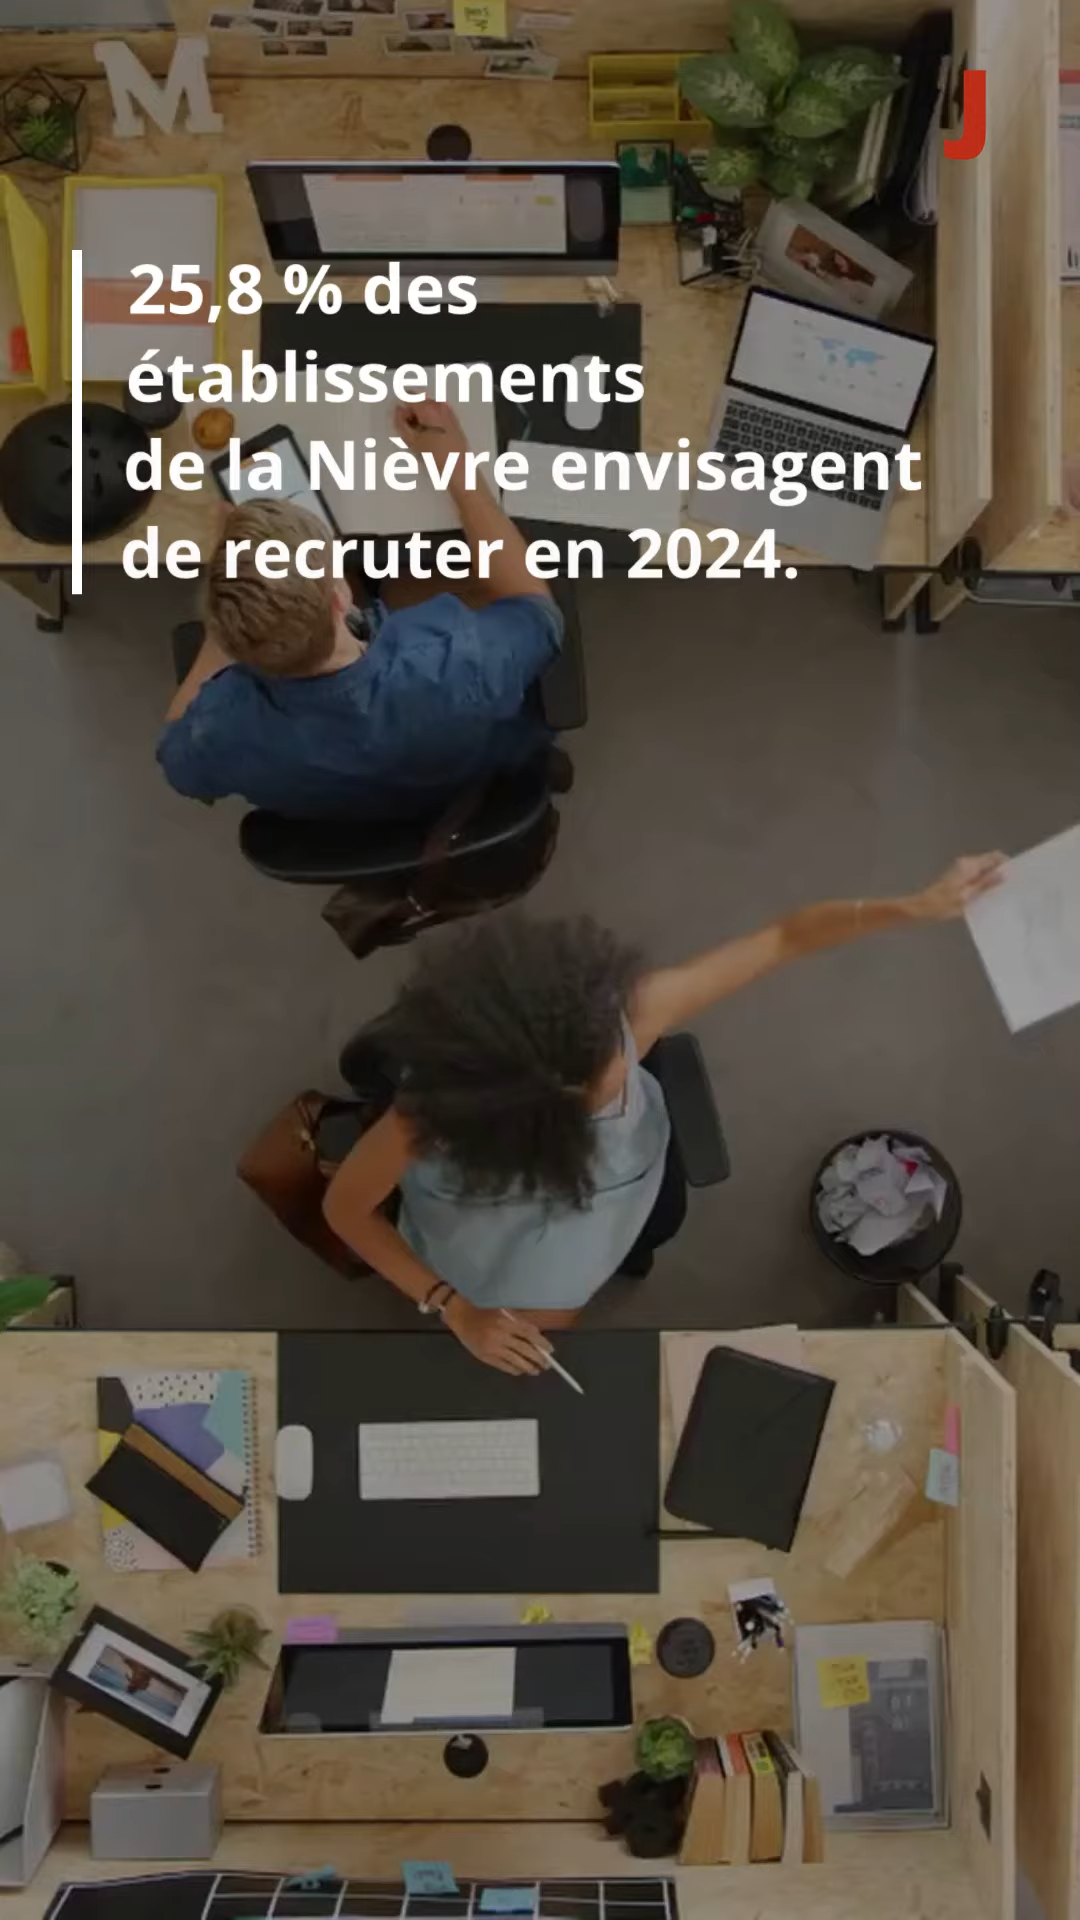 M
J
25,8 % des
établissements
de la Nièvre envisagent
de recruter en 2024.